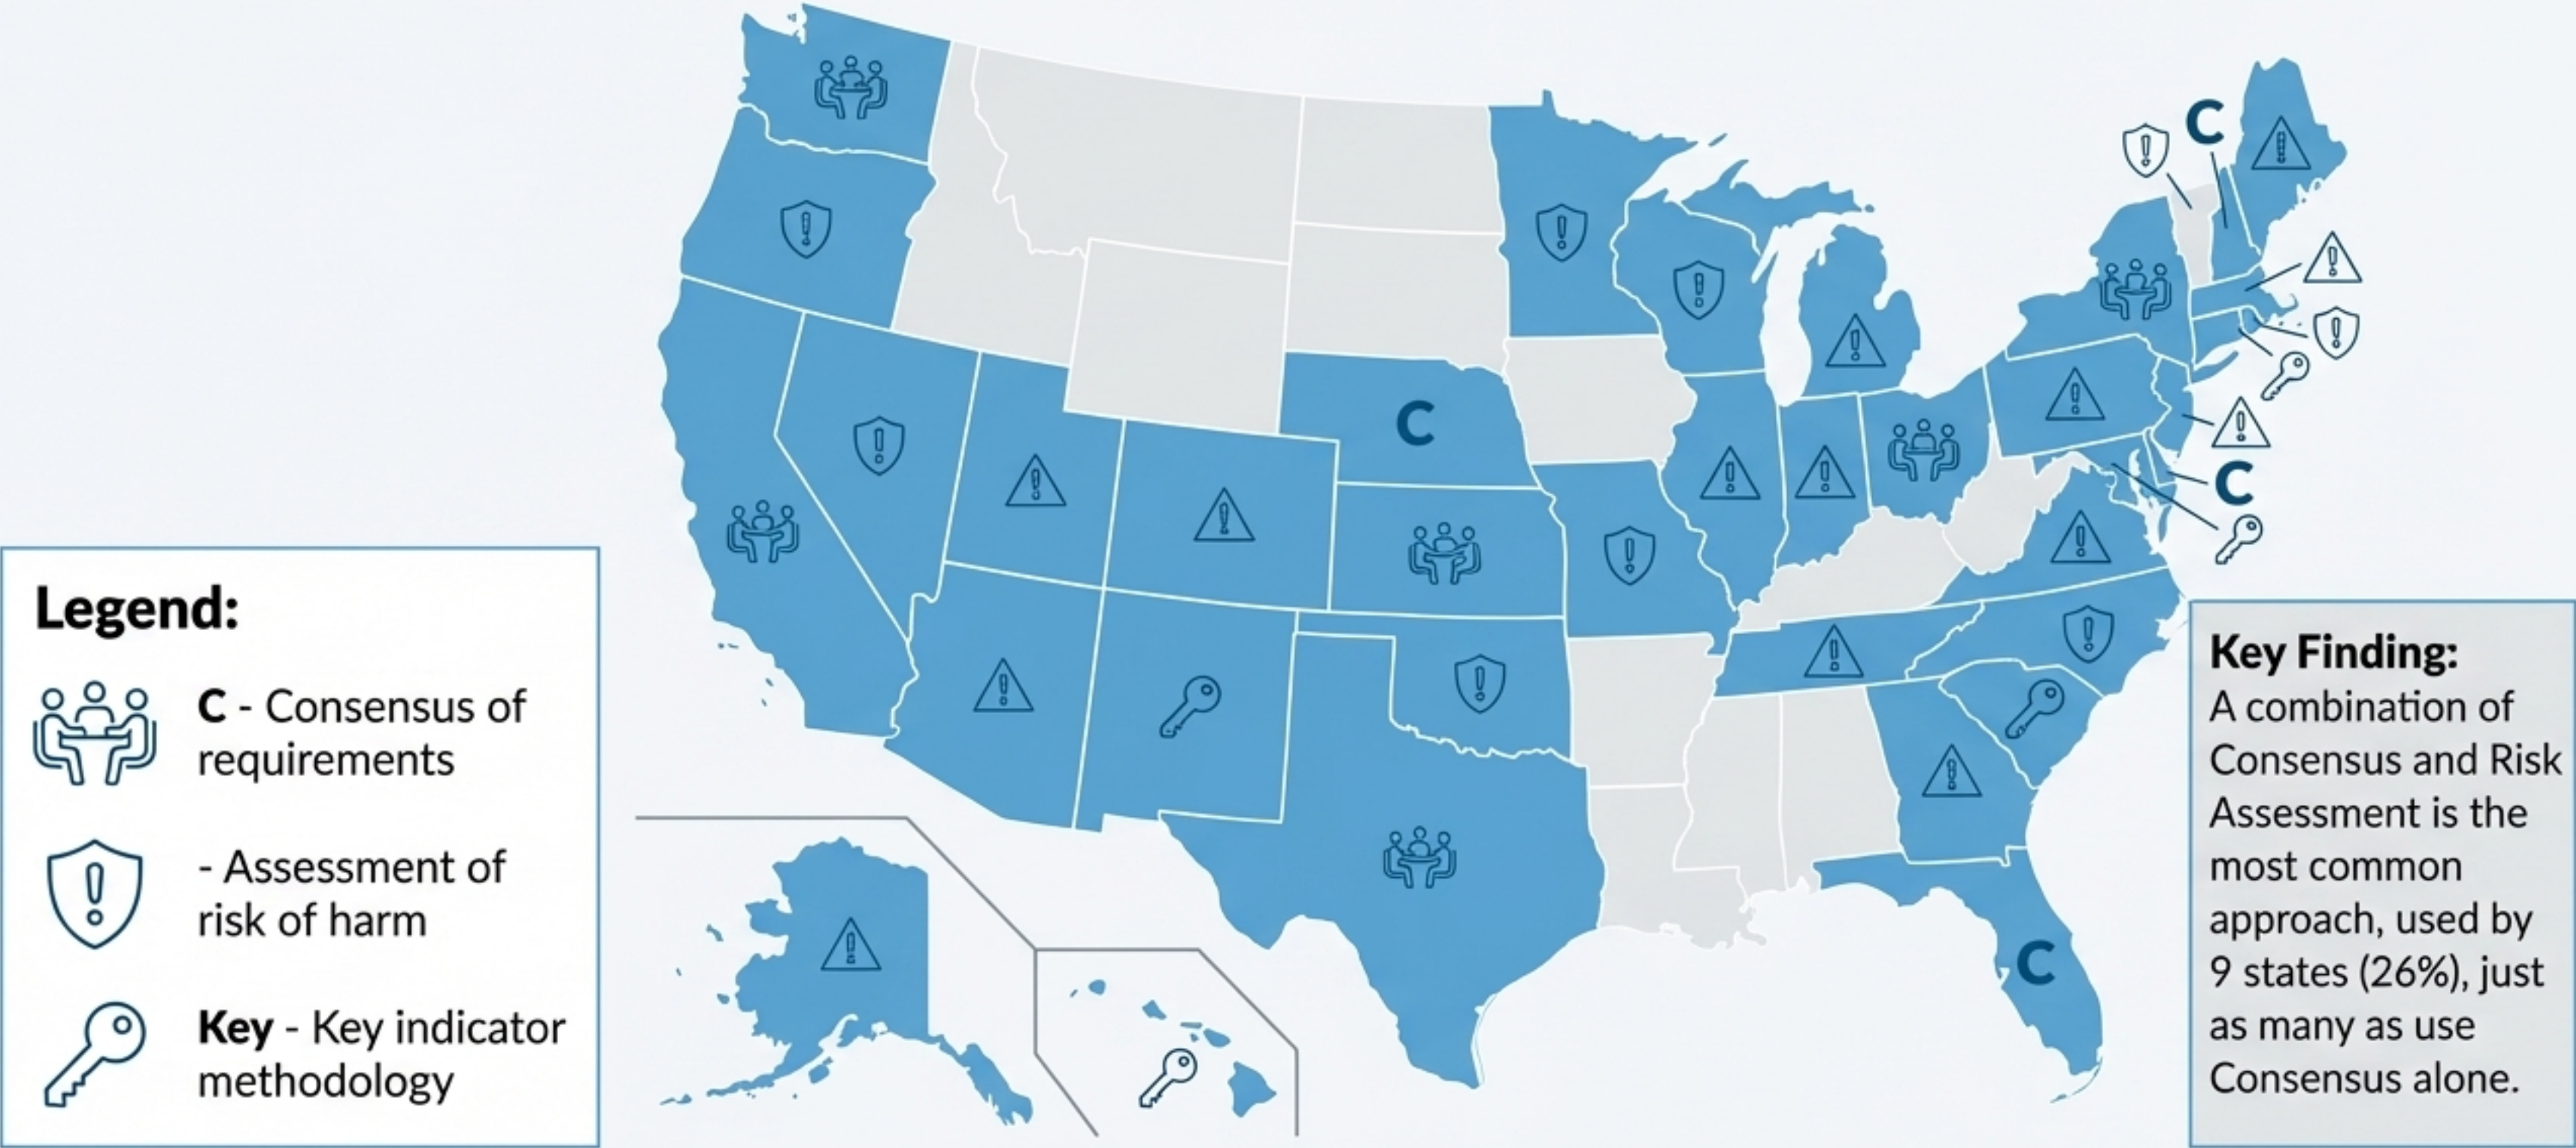 C
C
C
C
Legend:
C - Consensus of
requirements
- Assessment of
risk of harm
Key - Key indicator
methodology
Key Finding:
A combination of
Consensus and Risk
Assessment is the
most common
approach, used by
9 states (26%), just
as many as use
Consensus alone.